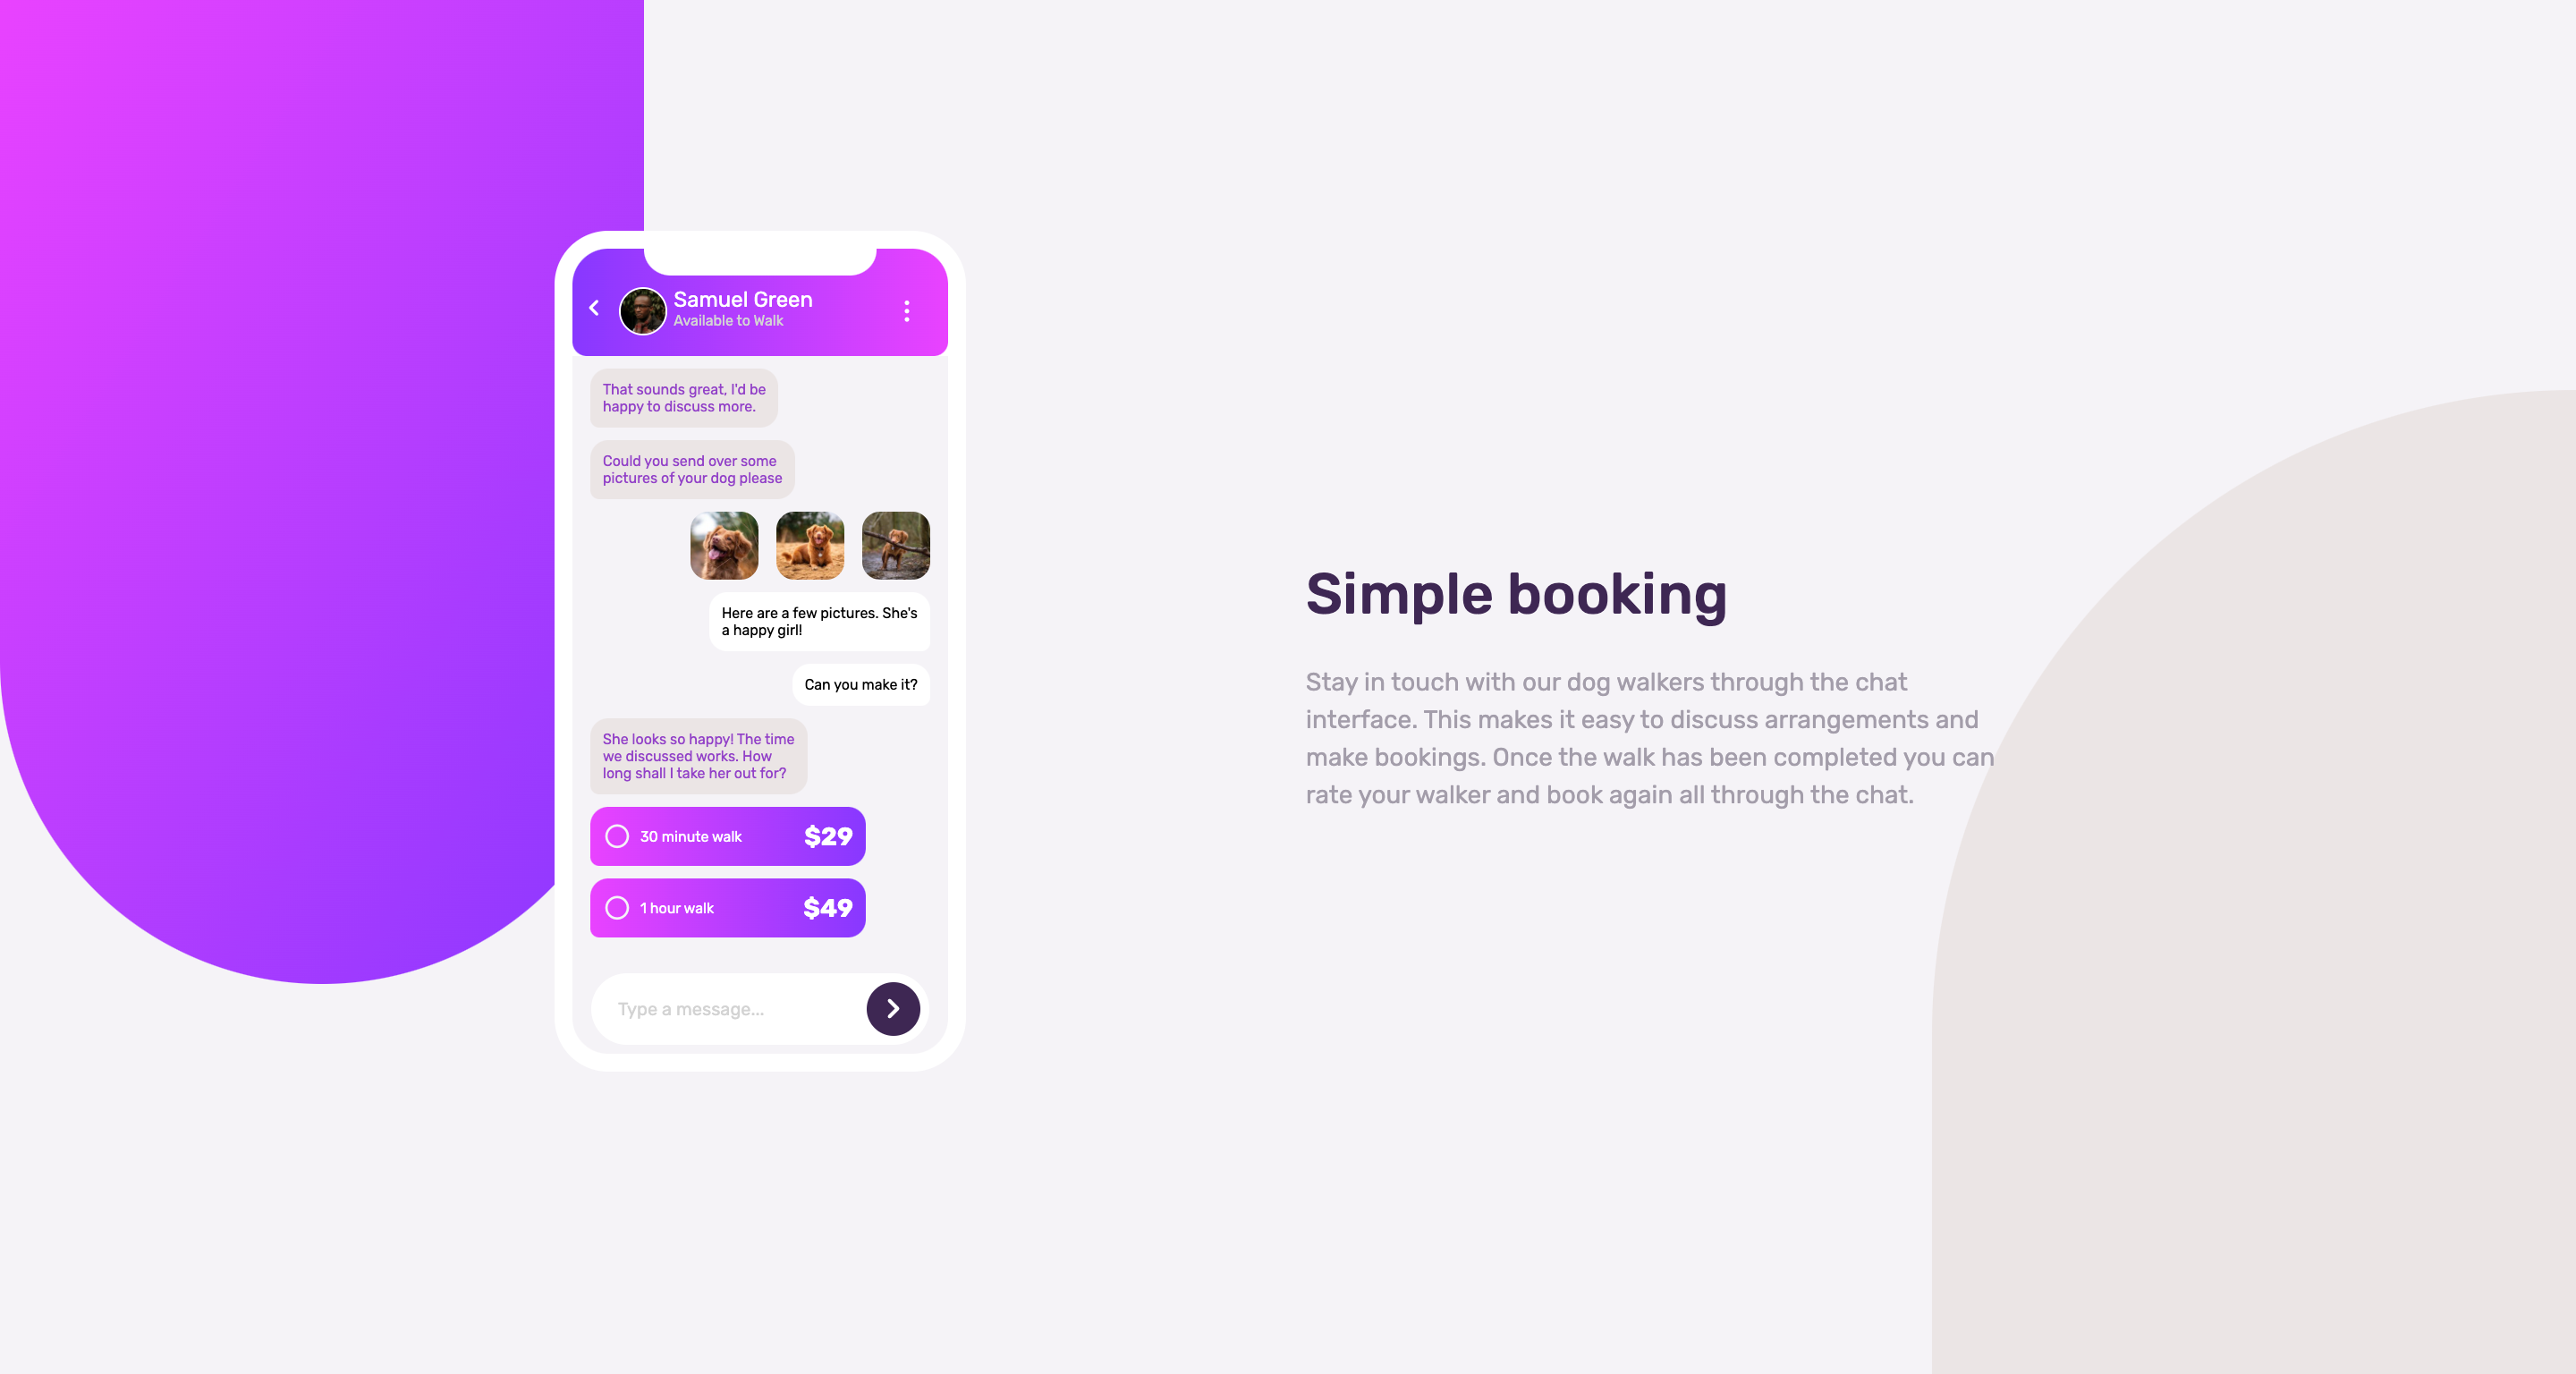 Samuel Green
Available to Walk
That sounds great, I'd be
happy to discuss more.
Could you send over some
pictures of your dog please
Here are a few pictures. She's
a happy girl!
Can you make it?
She looks so happy! The time
we discussed works. How
long shall I take her out for?
30 minute walk $29
1 hour walk $49
Type a message...
Simple booking
Stay in touch with our dog walkers through the chat
interface. This makes it easy to discuss arrangements and
make bookings. Once the walk has been completed you can
rate your walker and book again all through the chat.